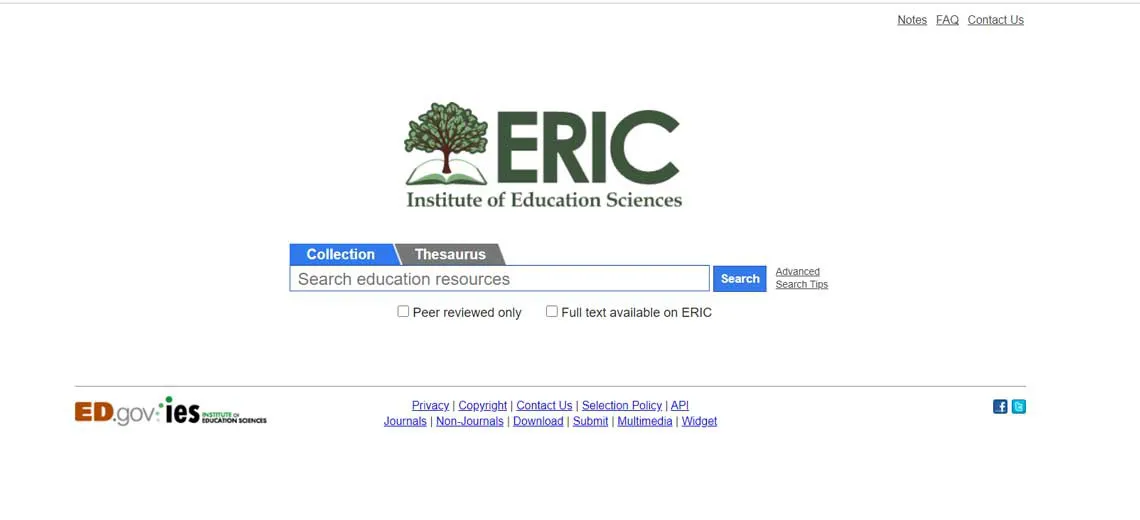 Notes FAQ Contact Us
ERIC
Institute of Education Sciences
Collection Thesaurus
Search education resources Search Advanced
Search Tips
Peer reviewed only Full text available on ERIC
ED.gov ies INSTITUTE OF
EDUCATION SCIENCES
Privacy | Copyright | Contact Us | Selection Policy | API
Journals | Non-Journals | Download | Submit | Multimedia | Widget